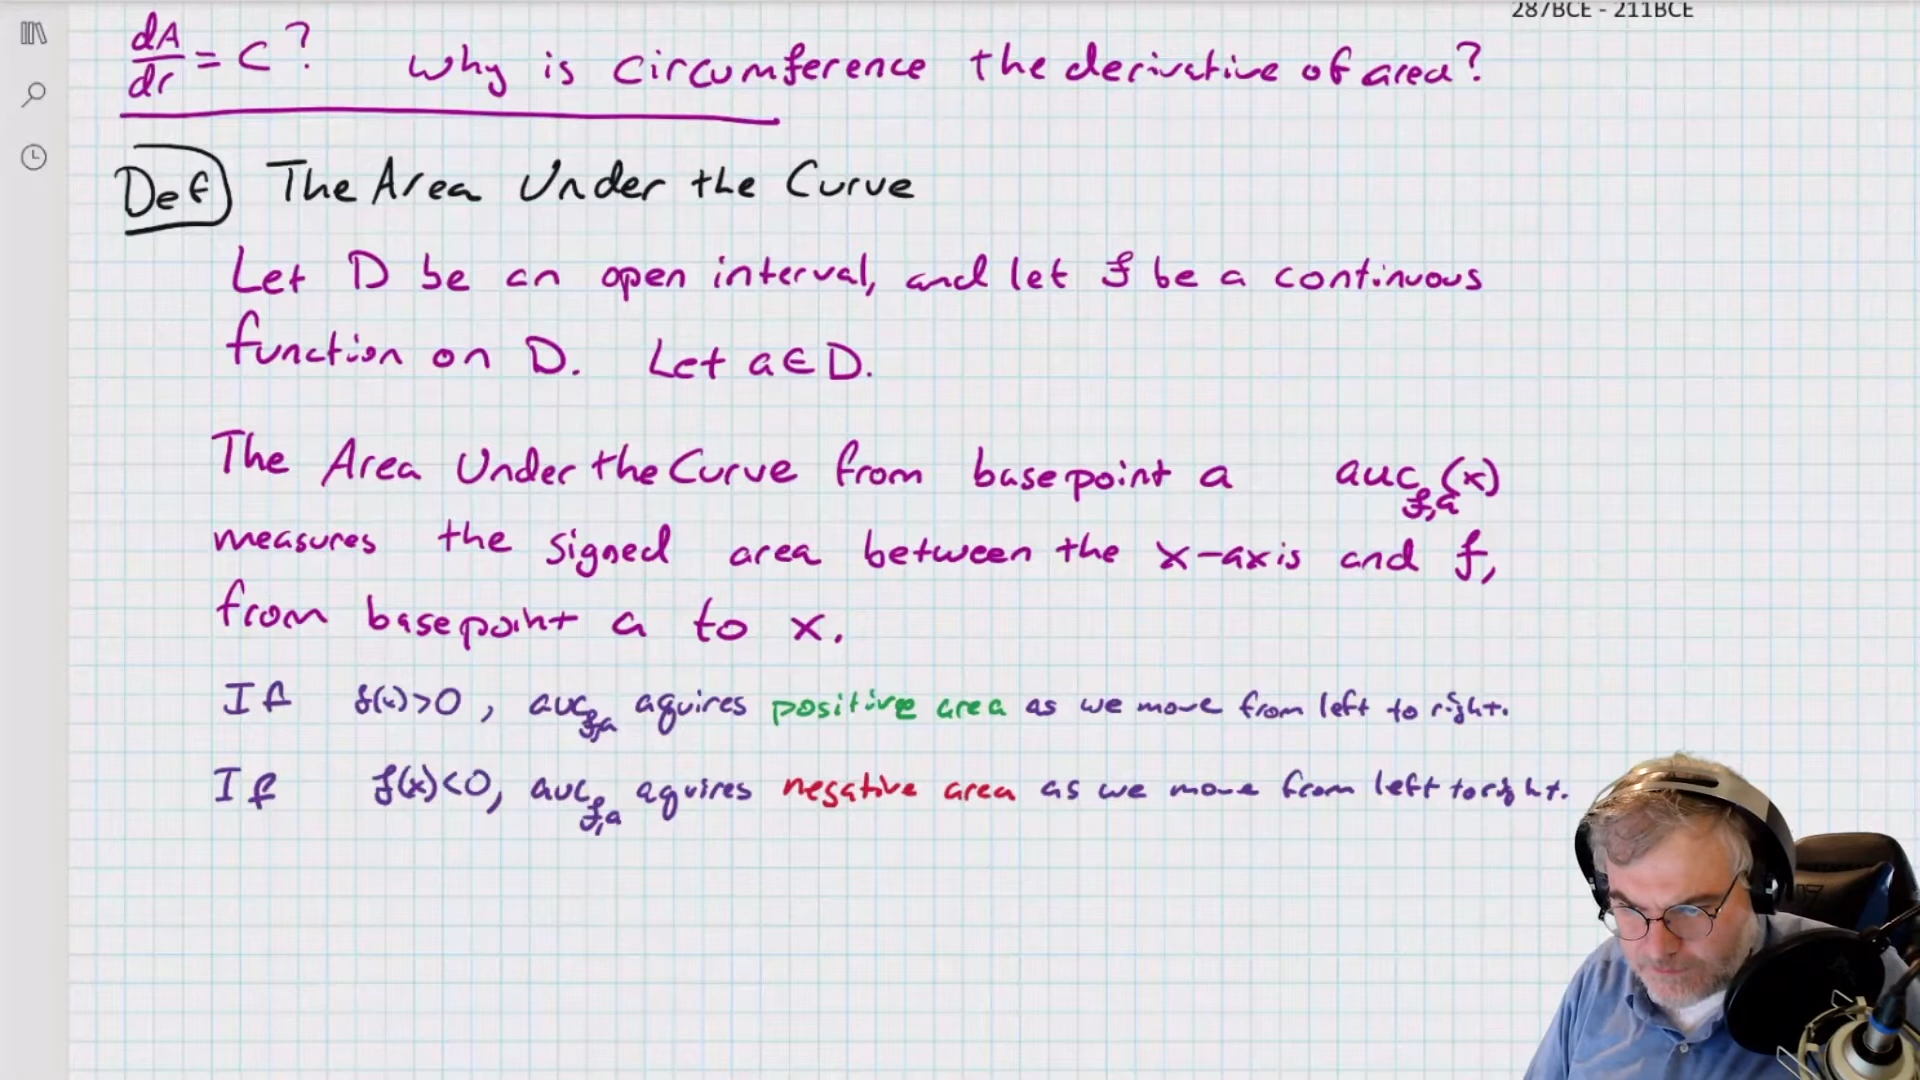 287BCE - 211BCE
dA/dr = C? Why is circumference the derivative of area?
Def The Area Under the Curve
Let D be an open interval, and let f be a continuous
function on D. Let a∈D.
The Area Under the Curve from basepoint a auc_f,a(x)
measures the signed area between the x-axis and f,
from basepoint a to x.
If f(x)>0, auc_f,a aquires positive area as we move from left to right.
If f(x)<0, auc_f,a aquires negative area as we move from left to right.